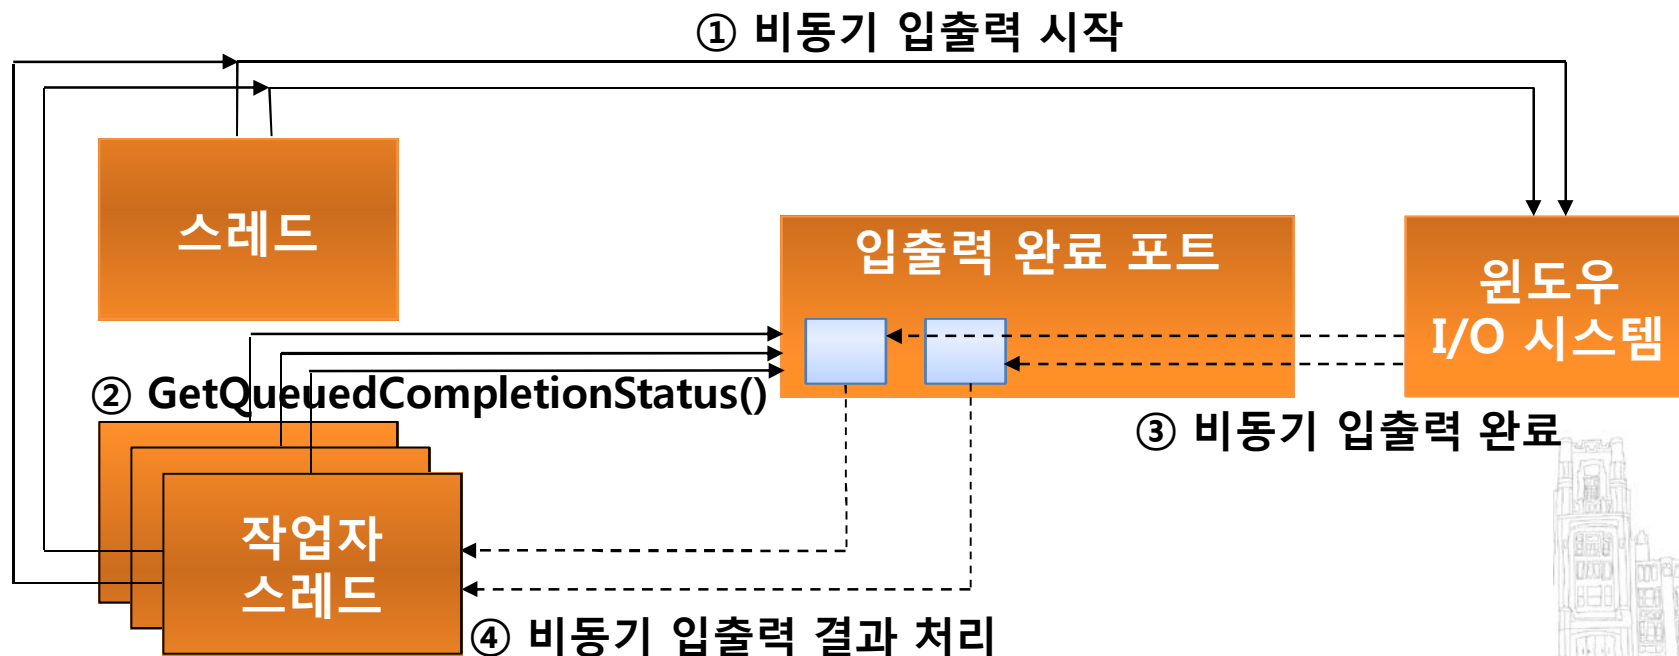 ① 비동기 입출력 시작
스레드
입출력 완료 포트
윈도우
I/O 시스템
② GetQueuedCompletionStatus()
③ 비동기 입출력 완료
작업자
스레드
④ 비동기 입출력 결과 처리